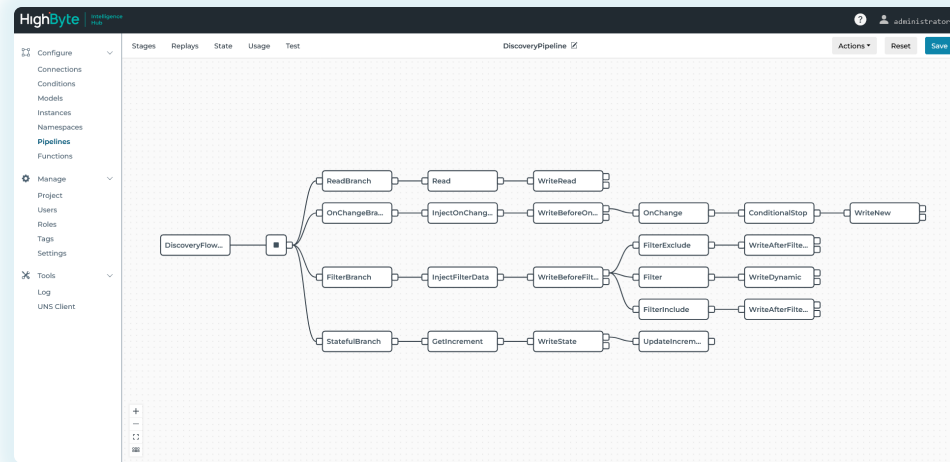 HighByte Intelligence Hub
? administrator
Stages Replays State Usage Test DiscoveryPipeline Actions Reset Save
Configure
Connections
Conditions
Models
Instances
Namespaces
Pipelines
Functions
Manage
Project
Users
Roles
Tags
Settings
Tools
Log
UNS Client
ReadBranch Read WriteRead
OnChangeBra... InjectOnChang... WriteBeforeOn... OnChange ConditionalStop WriteNew
DiscoveryFlow... FilterExclude WriteAfterFilte...
FilterBranch InjectFilterData WriteBeforeFilt... Filter WriteDynamic
FilterInclude WriteAfterFilte...
StatefulBranch GetIncrement WriteState UpdateIncrem...